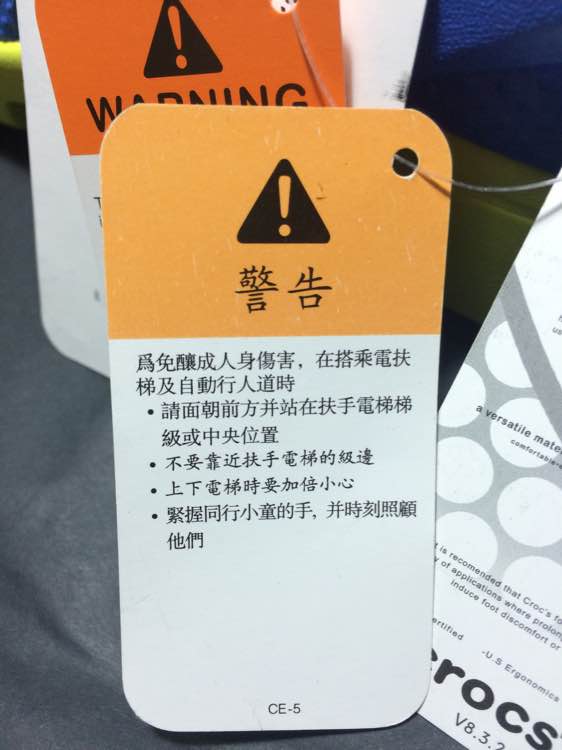 WARNING
警告
爲免釀成人身傷害，在搭乘電扶
梯及自動行人道時
• 請面朝前方并站在扶手電梯梯
級或中央位置
• 不要靠近扶手電梯的級邊
• 上下電梯時要加倍小心
• 緊握同行小童的手，并時刻照顧
他們
CE-5
a versatile
comfortable
is recomended that Croc's
of applications where
induce foot discomfort or
-U.S Ergonomics
crocs
V8.3.2